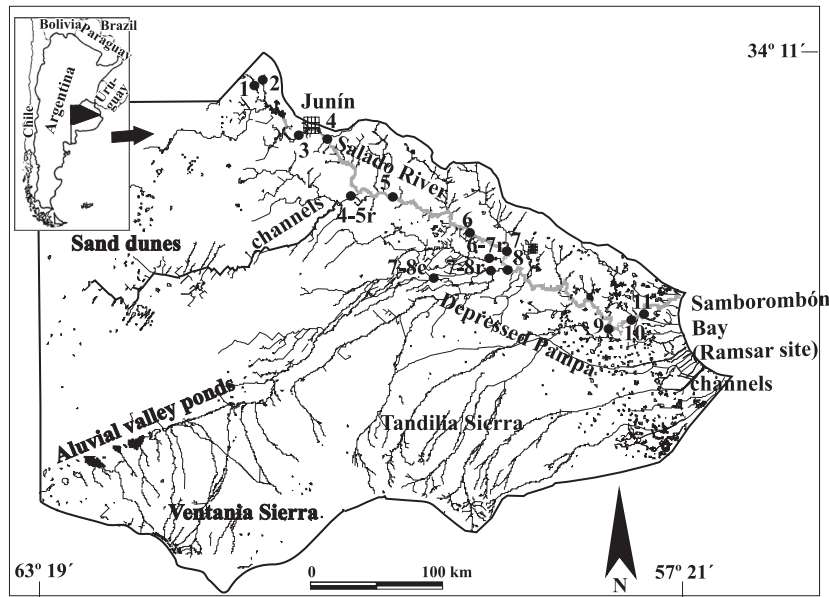 Bolivia
Brazil
Paraguay
Uru-
guay
Argentina
Chile
34º 11´
1
2
Junín
3
4
Salado River
5
4-5r
channels
Sand dunes
6
6-7r
7
8
7-8c
7-8r
Depressed Pampa
9
10
11
Samborombón
Bay
(Ramsar site)
channels
Aluvial valley ponds
Tandilia Sierra
Ventania Sierra
63º 19´
0
100 km
N
57º 21´